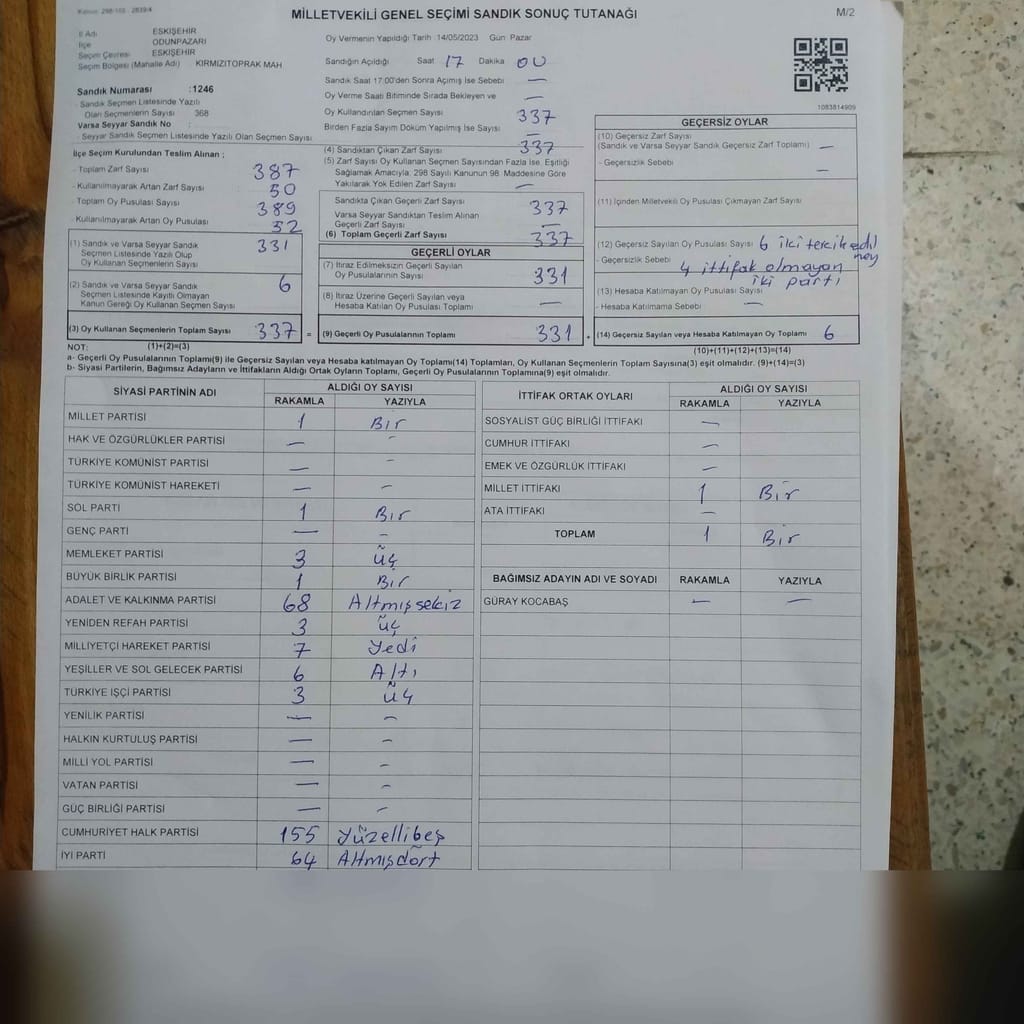 Kanun: 298/105 - 2839/4
MİLLETVEKİLİ GENEL SEÇİMİ SANDIK SONUÇ TUTANAĞI
M/2
İl Adı ESKİŞEHİR
İlçe ODUNPAZARI
Seçim Çevresi ESKİŞEHİR
Seçim Bölgesi (Mahalle Adı) KIRMIZITOPRAK MAH
Sandık Numarası :1246
Sandık Seçmen Listesinde Yazılı
Olan Seçmenlerin Sayısı 368
Varsa Seyyar Sandık No :
- Seyyar Sandık Seçmen Listesinde Yazılı Olan Seçmen Sayısı
İlçe Seçim Kurulundan Teslim Alınan ;
- Toplam Zarf Sayısı 387
- Kullanılmayarak Artan Zarf Sayısı 50
- Toplam Oy Pusulası 389
- Kullanılmayarak Artan Oy Pusulası 52
(1) Sandık ve Varsa Seyyar Sandık 331
Seçmen Listesinde Yazılı Olup
Oy Kullanan Seçmenlerin Sayısı
(2) Sandık ve Varsa Seyyar Sandık 6
Seçmen Listesinde Kayıtlı Olmayan
Kanun Gereği Oy Kullanan Seçmen Sayısı
(3) Oy Kullanan Seçmenlerin Toplam Sayısı 337 =
Oy Vermenin Yapıldığı Tarih :14/05/2023 Gün: Pazar
Sandığın Açıldığı Saat 17 Dakika 00
Sandık Saat 17:00'den Sonra Açımış İse Sebebi —
Oy Verme Saati Bitiminde Sırada Bekleyen ve —
Oy Kullandırılan Seçmen Sayısı 337
Birden Fazla Sayım Döküm Yapılmış İse Sayısı —
(4) Sandıktan Çıkan Zarf Sayısı 337
(5) Zarf Sayısı Oy Kullanan Seçmen Sayısından Fazla İse, Eşitliği
Sağlamak Amacıyla, 298 Sayılı Kanunun 98. Maddesine Göre
Yakılarak Yok Edilen Zarf Sayısı —
Sandıkta Çıkan Geçerli Zarf Sayısı 337
Varsa Seyyar Sandıktan Teslim Alınan
Geçerli Zarf Sayısı —
(6) Toplam Geçerli Zarf Sayısı 337
GEÇERLİ OYLAR
(7) İtiraz Edilmeksizin Geçerli Sayılan
Oy Pusulalarının Sayısı 331
(8) İtiraz Üzerine Geçerli Sayılan veya
Hesaba Katılan Oy Pusulası Toplamı —
(9) Geçerli Oy Pusulalarının Toplamı 331 +
1083814909
GEÇERSİZ OYLAR
(10) Geçersiz Zarf Sayısı
(Sandık ve Varsa Seyyar Sandık Geçersiz Zarf Toplamı) —
- Geçersizlik Sebebi —
(11) İçinden Milletvekili Oy Pusulası Çıkmayan Zarf Sayısı
(12) Geçersiz Sayılan Oy Pusulası Sayısı 6 iki tercih
- Geçersizlik Sebebi 4 ittifak olmayan
iki parti
(13) Hesaba Katılmayan Oy Pusulası Sayısı
- Hesaba Katılmama Sebebi —
(14) Geçersiz Sayılan veya Hesaba Katılmayan Oy Toplamı 6
NOT: (1)+(2)=(3)
(10)+(11)+(12)+(13)=(14)
a- Geçerli Oy Pusulalarının Toplamı(9) ile Geçersiz Sayılan veya Hesaba Katılmayan Oy Toplamı(14) Toplamları, Oy Kullanan Seçmenlerin Toplam Sayısına(3) eşit olmalıdır. (9)+(14)=(3)
b- Siyasi Partilerin, Bağımsız Adayların ve İttifakların Aldığı Ortak Oyların Toplamı, Geçerli Oy Pusulalarının Toplamına(9) eşit olmalıdır.
SİYASİ PARTİNİN ADI ALDIĞI OY SAYISI
RAKAMLA YAZIYLA
MİLLET PARTİSİ 1 Bir
HAK VE ÖZGÜRLÜKLER PARTİSİ — —
TÜRKİYE KOMÜNİST PARTİSİ — —
TÜRKİYE KOMÜNİST HAREKETİ — —
SOL PARTİ 1 Bir
GENÇ PARTİ — —
MEMLEKET PARTİSİ 3 üç
BÜYÜK BİRLİK PARTİSİ 1 Bir
ADALET VE KALKINMA PARTİSİ 68 Altmışsekiz
YENİDEN REFAH PARTİSİ 3 üç
MİLLİYETÇİ HAREKET PARTİSİ 7 Yedi
YEŞİLLER VE SOL GELECEK PARTİSİ 6 Altı
TÜRKİYE İŞÇİ PARTİSİ 3 üç
YENİLİK PARTİSİ — —
HALKIN KURTULUŞ PARTİSİ — —
MİLLİ YOL PARTİSİ — —
VATAN PARTİSİ — —
GÜÇ BİRLİĞİ PARTİSİ — —
CUMHURİYET HALK PARTİSİ 155 Yüzellibeş
İYİ PARTİ 64 Altmışdört
İTTİFAK ORTAK OYLARI ALDIĞI OY SAYISI
RAKAMLA YAZIYLA
SOSYALİST GÜÇ BİRLİĞİ İTTİFAKI —
CUMHUR İTTİFAKI —
EMEK VE ÖZGÜRLÜK İTTİFAKI —
MİLLET İTTİFAKI 1 Bir
ATA İTTİFAKI —
TOPLAM 1 Bir
BAĞIMSIZ ADAYIN ADI VE SOYADI RAKAMLA YAZIYLA
GÜRAY KOCABAŞ — —